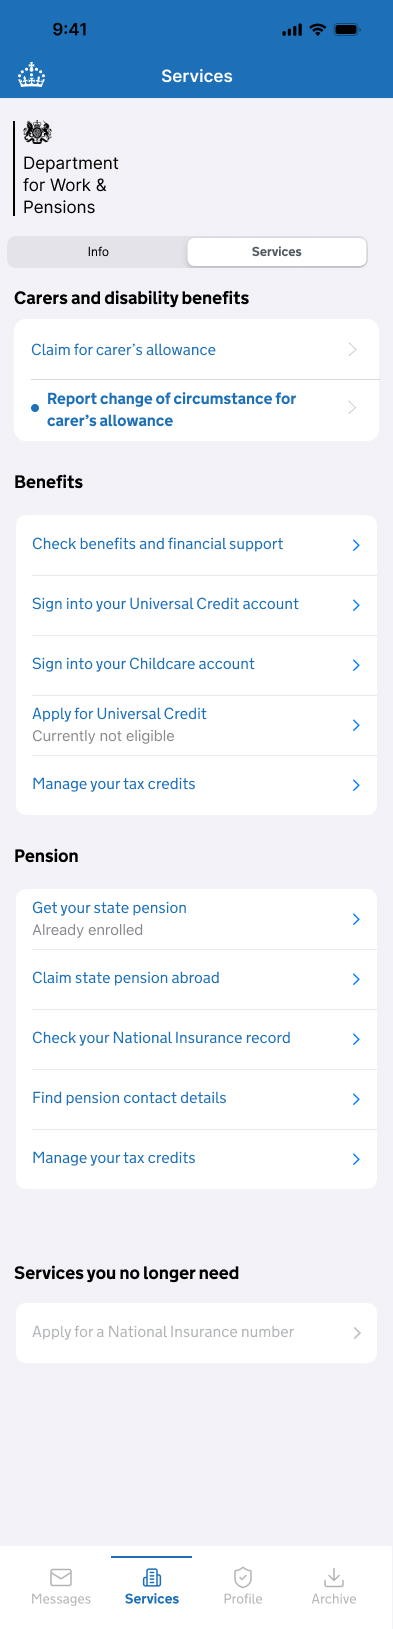 9:41
Services
Department
for Work &
Pensions
Info
Services
Carers and disability benefits
Claim for carer's allowance
Report change of circumstance for
carer's allowance
Benefits
Check benefits and financial support
Sign into your Universal Credit account
Sign into your Childcare account
Apply for Universal Credit
Currently not eligible
Manage your tax credits
Pension
Get your state pension
Already enrolled
Claim state pension abroad
Check your National Insurance record
Find pension contact details
Manage your tax credits
Services you no longer need
Apply for a National Insurance number
Messages
Services
Profile
Archive